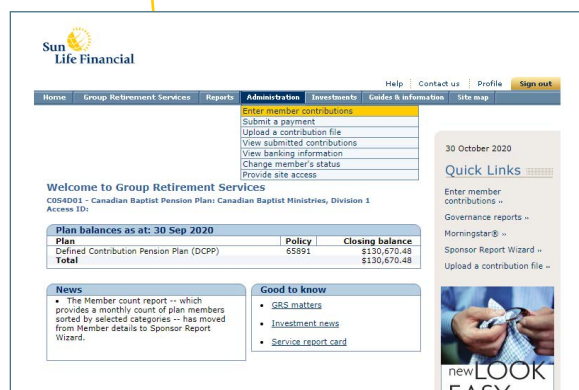 Sun
Life Financial
Help Contact us Profile Sign out
Home Group Retirement Services Reports Administration Investments Guides & information Site map
Enter member contributions
Submit a payment
Upload a contribution file
View submitted contributions
View banking information
Change member's status
Provide site access
Welcome to Group Retirement Services
C0S4D01 - Canadian Baptist Pension Plan: Canadian Baptist Ministries, Division 1
Access ID:
Plan balances as at: 30 Sep 2020
Plan Policy Closing balance
Defined Contribution Pension Plan (DCPP) 65891 $130,670.48
Total $130,670.48
News
• The Member count report -- which
provides a monthly count of plan members
sorted by selected categories -- has moved
from Member details to Sponsor Report
Wizard.
Good to know
• GRS matters
• Investment news
• Service report card
30 October 2020
Quick Links
Enter member
contributions »
Governance reports »
Morningstar® »
Sponsor Report Wizard »
Upload a contribution file »
new LOOK
EASY